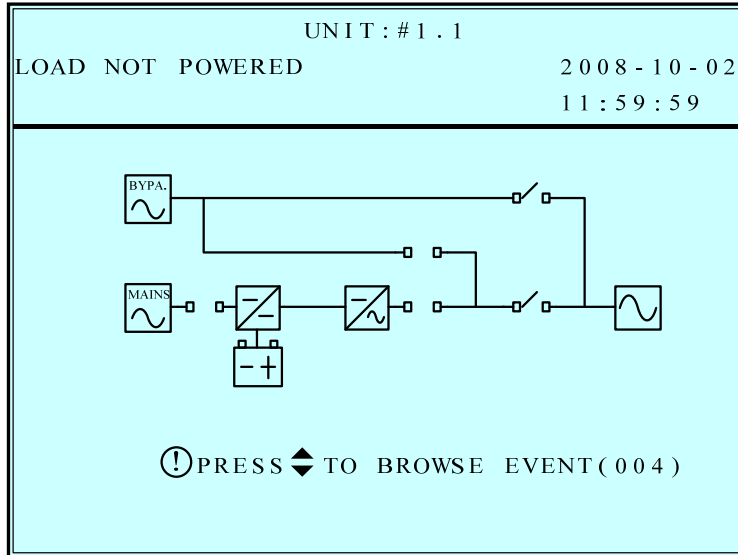 UNIT:#1.1
LOAD NOT POWERED 2008-10-02
11:59:59
BYPA.
MAINS
PRESS TO BROWSE EVENT(004)